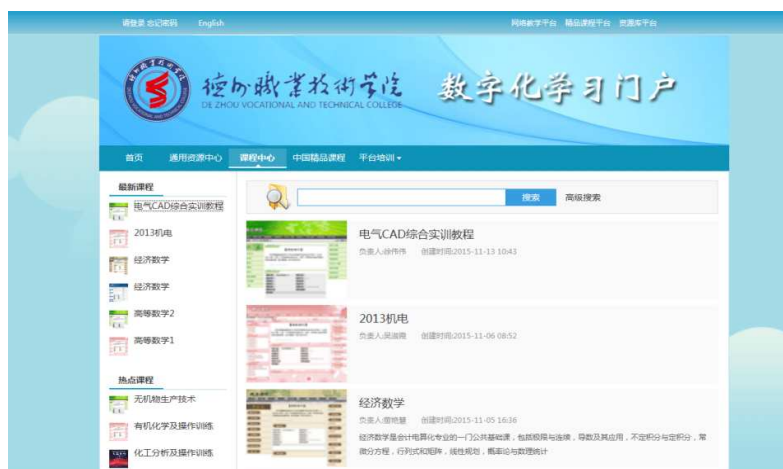 请登录 忘记密码 English
网络教学平台 精品课程平台 资源库平台
德州职业技术学院
DE ZHOU VOCATIONAL AND TECHNICAL COLLEGE
数字化学习门户
首页 通用资源中心 课程中心 中国精品课程 平台培训
最新课程
电气CAD综合实训教程
2013机电
经济数学
经济数学
高等数学2
高等数学1
热点课程
无机物生产技术
有机化学及操作训练
化工分析及操作训练
搜索 高级搜索
电气CAD综合实训教程
负责人:徐伟伟 创建时间:2015-11-13 10:43
2013机电
创建时间:2015-11-06 08:52
经济数学
创建时间:2015-11-05 16:36
经济数学是会计电算化专业的一门公共基础课,包括极限与连续,导数及其应用,不定积分与定积分,常
微分方程,行列式和矩阵,线性规划,概率论与数理统计